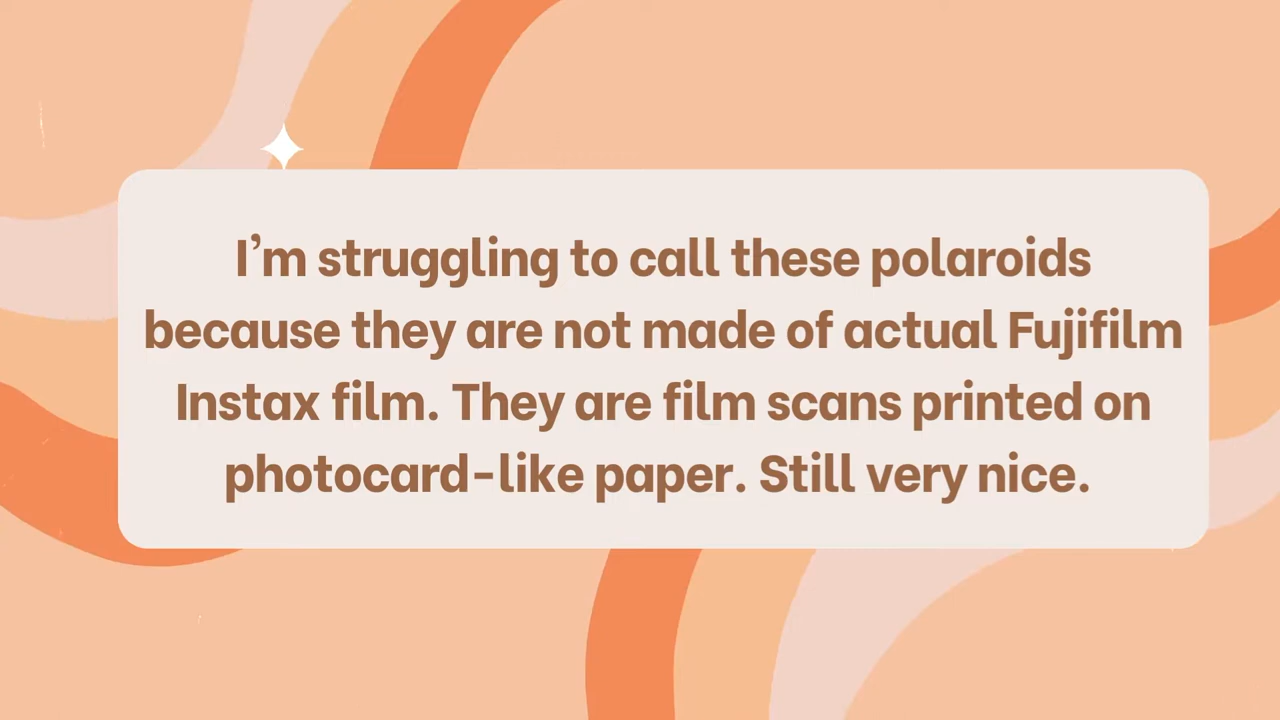 I’m struggling to call these polaroids
because they are not made of actual Fujifilm
Instax film. They are film scans printed on
photocard-like paper. Still very nice.